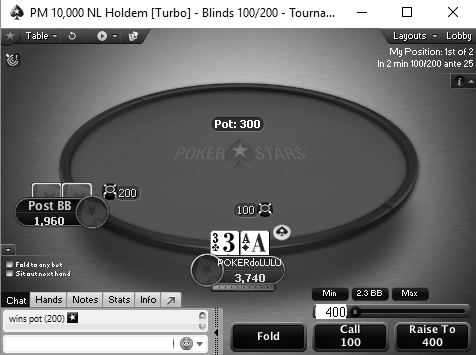 PM 10,000 NL Holdem [Turbo] - Blinds 100/200 - Tourna...
Table
Layouts
Lobby
My Position: 1st of 2
In 2 min 100/200 ante 25
i
Pot: 300
POKER STARS
200
Post BB
1,960
100
3 3 A A
POKERdoLULU
3,740
Fold to any bet
Sit out next hand
Chat Hands Notes Stats Info
wins pot (200)
Min 2.3 BB Max
400
Fold
Call
100
Raise To
400